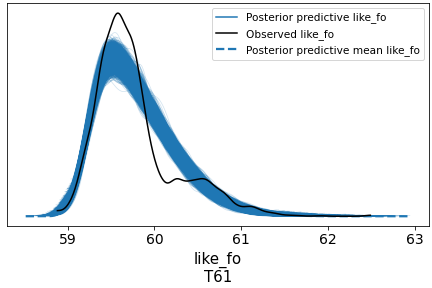 Posterior predictive like_fo
Observed like_fo
Posterior predictive mean like_fo
59 60 61 62 63
like_fo
T61